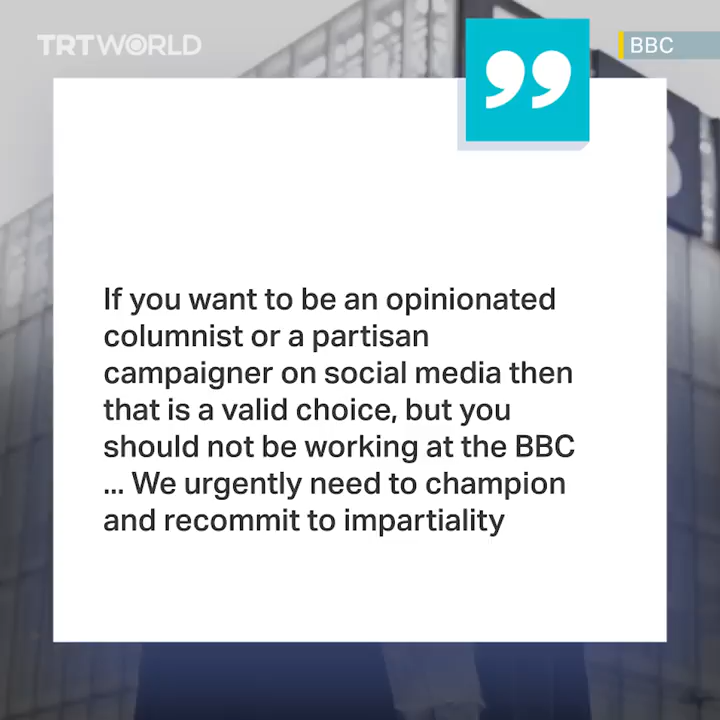 TRT WORLD
BBC
If you want to be an opinionated
columnist or a partisan
campaigner on social media then
that is a valid choice, but you
should not be working at the BBC
... We urgently need to champion
and recommit to impartiality